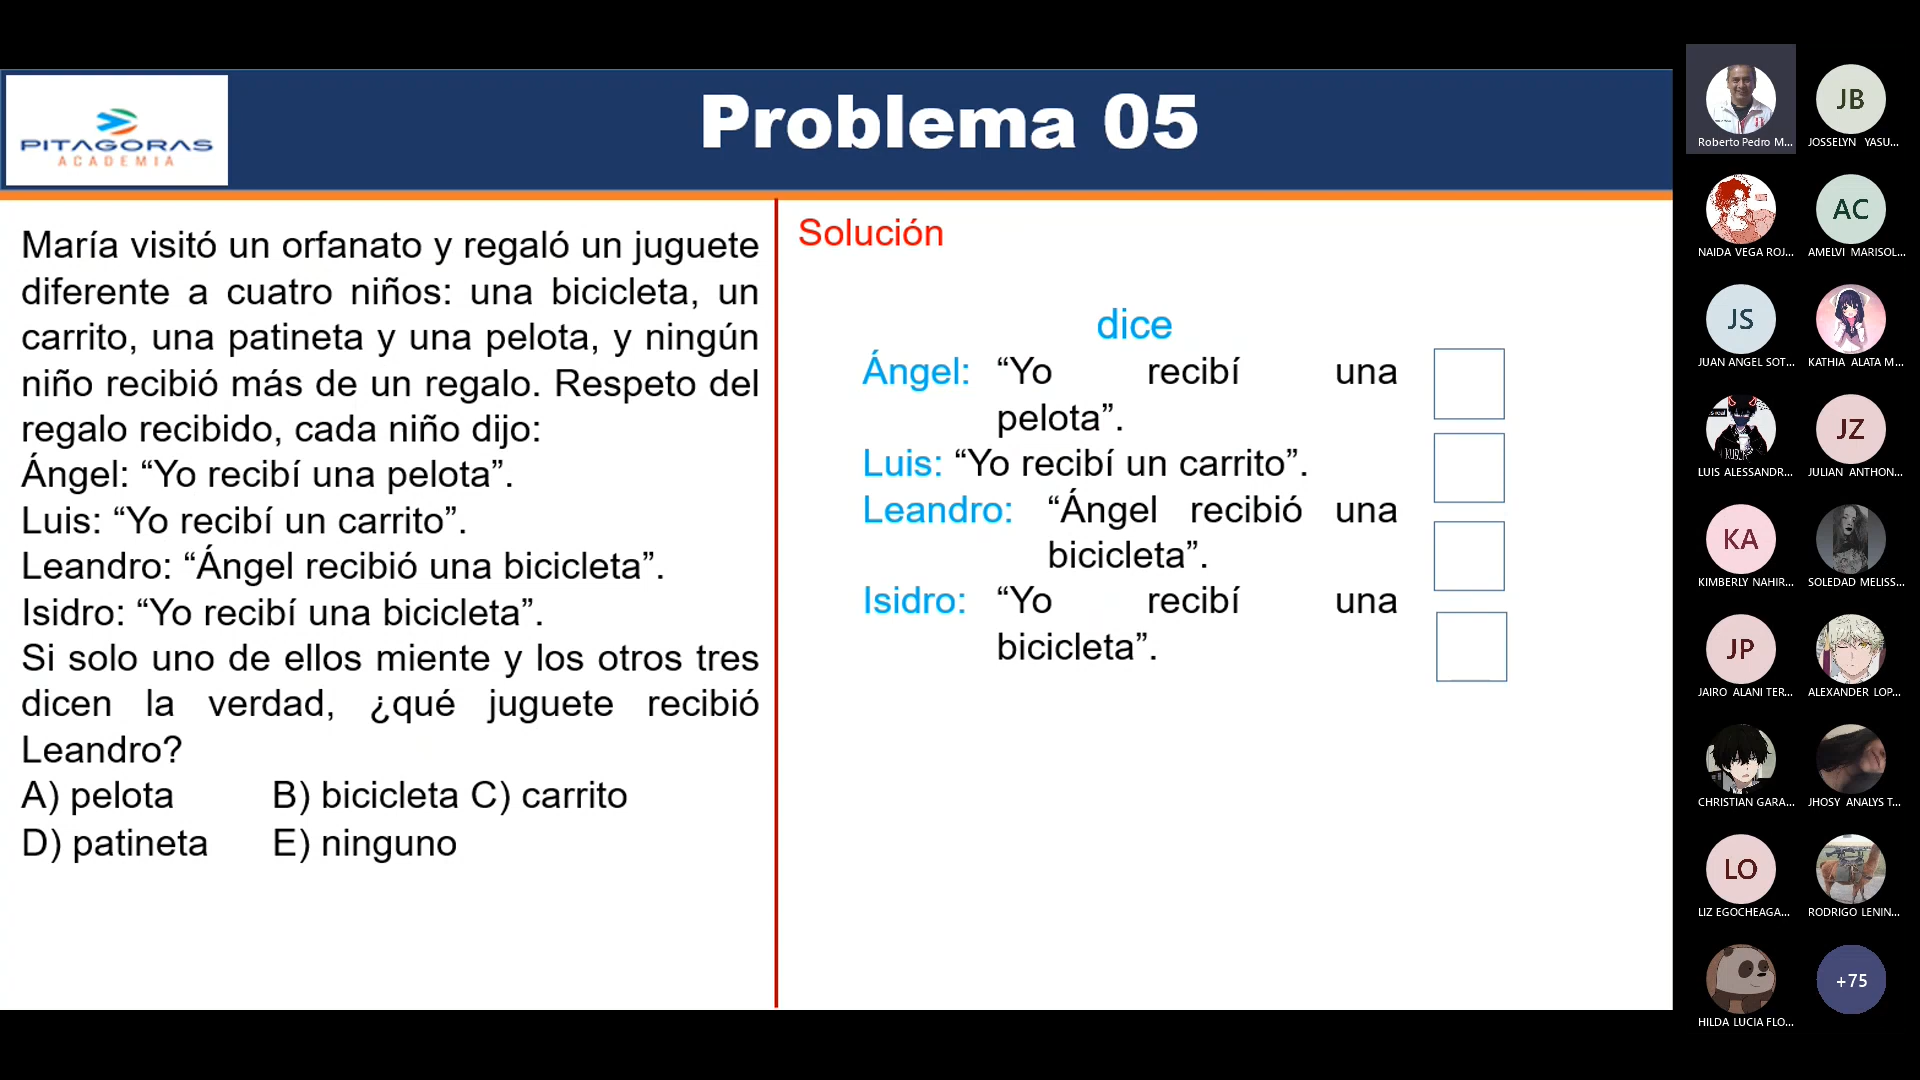 PITAGORAS
ACADEMIA
Problema 05
María visitó un orfanato y regaló un juguete
diferente a cuatro niños: una bicicleta, un
carrito, una patineta y una pelota, y ningún
niño recibió más de un regalo. Respeto del
regalo recibido, cada niño dijo:
Ángel: “Yo recibí una pelota”.
Luis: “Yo recibí un carrito”.
Leandro: “Ángel recibió una bicicleta”.
Isidro: “Yo recibí una bicicleta”.
Si solo uno de ellos miente y los otros tres
dicen la verdad, ¿qué juguete recibió
Leandro?
A) pelota B) bicicleta C) carrito
D) patineta E) ninguno
Solución
dice
Ángel: “Yo recibí una
pelota”.
Luis: “Yo recibí un carrito”.
Leandro: “Ángel recibió una
bicicleta”.
Isidro: “Yo recibí una
bicicleta”.
Roberto Pedro M...
JB
JOSSELYN YASU...
NAIDA VEGA ROJ...
AC
AMELVI MARISOL...
JS
JUAN ANGEL SOT...
KATHIA ALATA M...
LUIS ALESSANDR...
JZ
JULIAN ANTHON...
KA
KIMBERLY NAHIR...
SOLEDAD MELISS...
JP
JAIRO ALANI TER...
ALEXANDER LOP...
CHRISTIAN GARA...
JHOSY ANALYS T...
LO
LIZ EGOCHEAGA...
RODRIGO LENIN...
HILDA LUCIA FLO...
+75